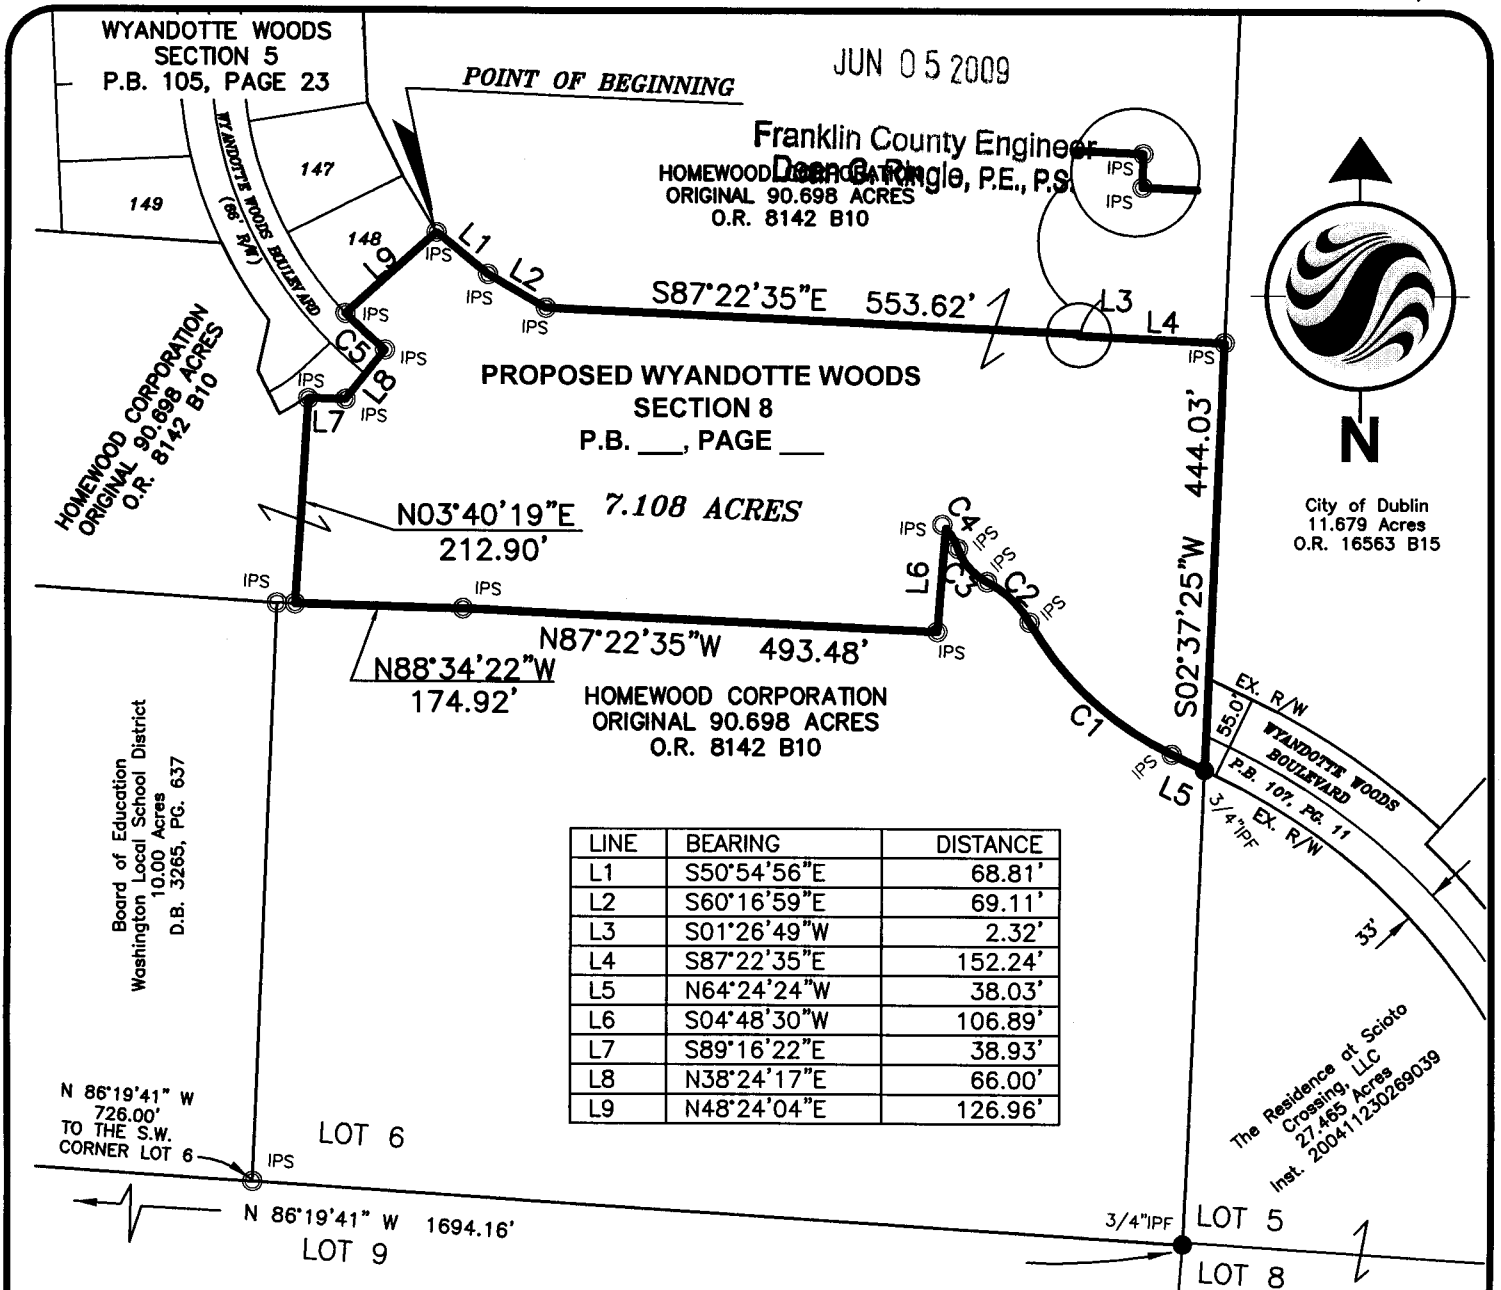 WYANDOTTE WOODS
SECTION 5
P.B. 105, PAGE 23
POINT OF BEGINNING
JUN 05 2009
Franklin County Engineer
Dean C. Ringle, P.E., P.S.
HOMEWOOD CORPORATION
ORIGINAL 90.698 ACRES
O.R. 8142 B10
IPS
IPS
147
149
148
WYANDOTTE WOODS BOULEVARD
(66' R/W)
L9
L1
IPS
L2
IPS
IPS
S87°22'35"E 553.62'
L3
L4
IPS
IPS
C5
IPS
L8
IPS
IPS
L7
HOMEWOOD CORPORATION
ORIGINAL 90.698 ACRES
O.R. 8142 B10
PROPOSED WYANDOTTE WOODS
SECTION 8
P.B. ___, PAGE ___
7.108 ACRES
N
City of Dublin
11.679 Acres
O.R. 16563 B15
S02°37'25"W 444.03'
N03°40'19"E
212.90'
IPS
C4
IPS
L6
C3
IPS
C2
IPS
IPS
IPS
IPS
N87°22'35"W 493.48'
N88°34'22"W
174.92'
HOMEWOOD CORPORATION
ORIGINAL 90.698 ACRES
O.R. 8142 B10
C1
IPS
L5
3/4"IPF
EX. R/W
55.0'
WYANDOTTE WOODS
BOULEVARD
P.B. 107, PG. 11
EX. R/W
33'
Board of Education
Washington Local School District
10.00 Acres
D.B. 3265, PG. 637
LINE BEARING DISTANCE
L1 S50°54'56"E 68.81'
L2 S60°16'59"E 69.11'
L3 S01°26'49"W 2.32'
L4 S87°22'35"E 152.24'
L5 N64°24'24"W 38.03'
L6 S04°48'30"W 106.89'
L7 S89°16'22"E 38.93'
L8 N38°24'17"E 66.00'
L9 N48°24'04"E 126.96'
The Residence at Scioto
Crossing, LLC
27.465 Acres
Inst. 200411230269039
N 86°19'41" W
726.00'
TO THE S.W.
CORNER LOT 6
IPS
LOT 6
N 86°19'41" W 1694.16'
LOT 9
3/4"IPF
LOT 5
LOT 8